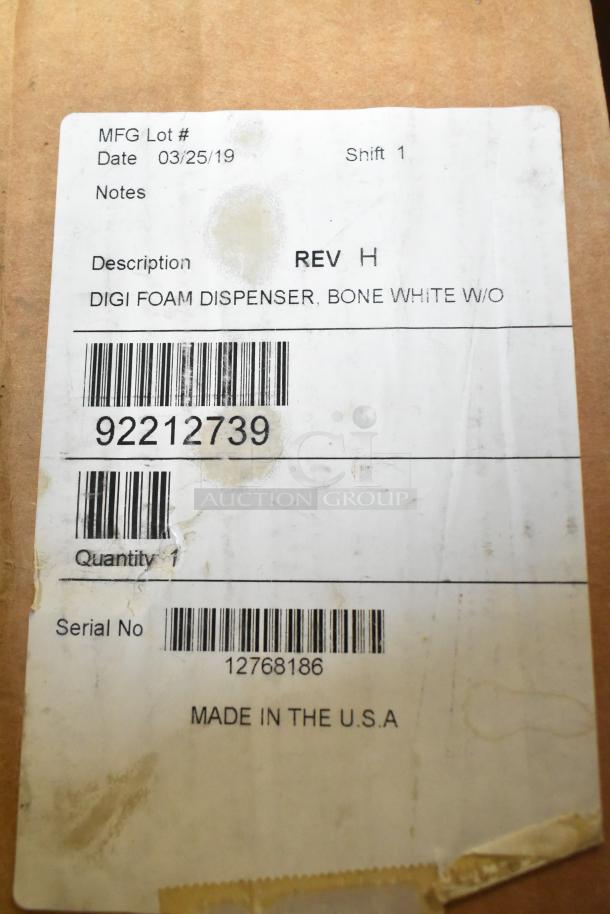 MFG Lot #
Date 03/25/19 Shift 1
Notes
Description REV H
DIGI FOAM DISPENSER, BONE WHITE W/O
92212739
AUCTION GROUP
Quantity 1
Serial No
12768186
MADE IN THE U.S.A